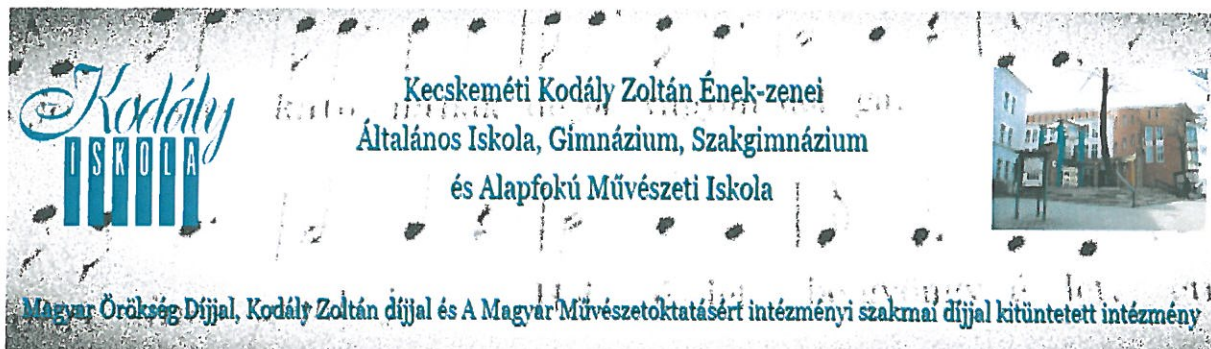 Kodály
ISKOLA
Kecskeméti Kodály Zoltán Ének-zenei
Általános Iskola, Gimnázium, Szakgimnázium
és Alapfokú Művészeti Iskola
Magyar Örökség Díjjal, Kodály Zoltán díjjal és A Magyar Művészetoktatásért intézményi szakmai díjjal kitüntetett intézmény